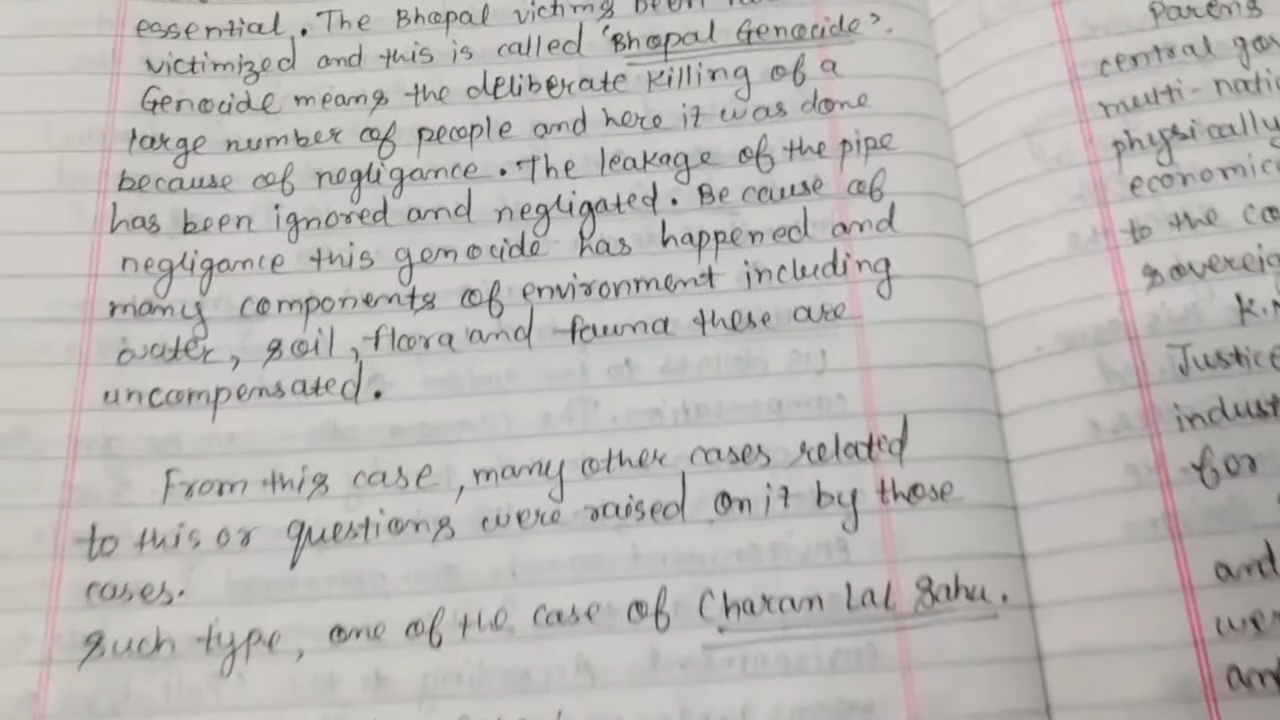 essential. The Bhopal victims been
victimized and this is called 'Bhopal Genocide'.
Genocide means the deliberate killing of a
large number of people and here it was done
because of negligance. The leakage of the pipe
has been ignored and negligated. Because of
negligance this genocide has happened and
many components of environment including
water, soil, flora and fauna these are
uncompensated.
From this case, many other cases related
to this or questions were raised on it by those
cases.
Such type, one of the case of Charan Lal Sahu.
Parens
central
multi-nati
physically
economic
to the
sovereig
K.
Justice
indust
for
and